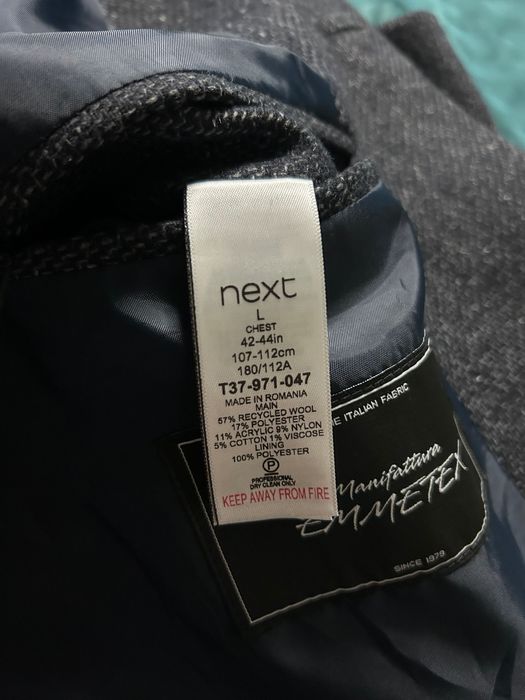 next
L
CHEST
42-44in
107-112cm
180/112A
T37-971-047
MADE IN ROMANIA
MAIN
57% RECYCLED WOOL
17% POLYESTER
11% ACRYLIC 9% NYLON
5% COTTON 1% VISCOSE
LINING
100% POLYESTER
P
PROFESSIONAL
DRY CLEAN ONLY
KEEP AWAY FROM FIRE
ITALIAN FABRIC
Manifattura
EMMETEX
SINCE 1979